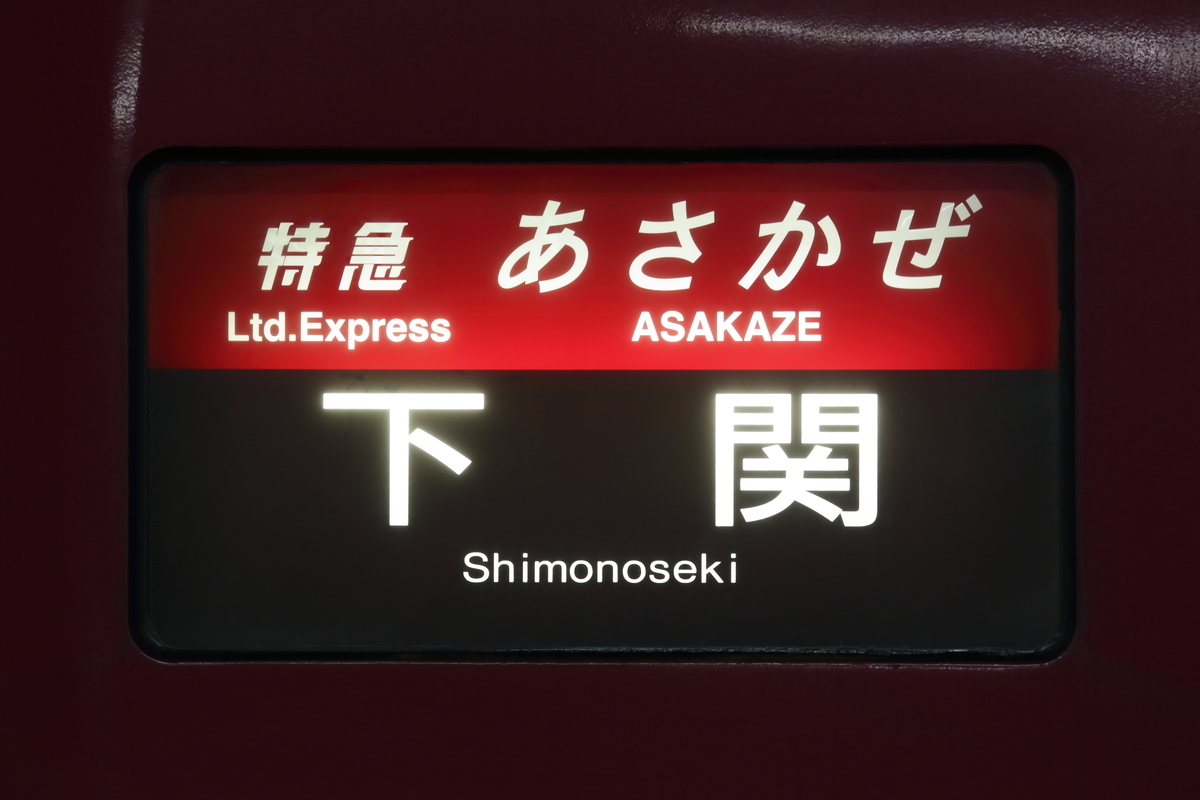 特急 あさかぜ
Ltd.Express ASAKAZE
下 関
Shimonoseki